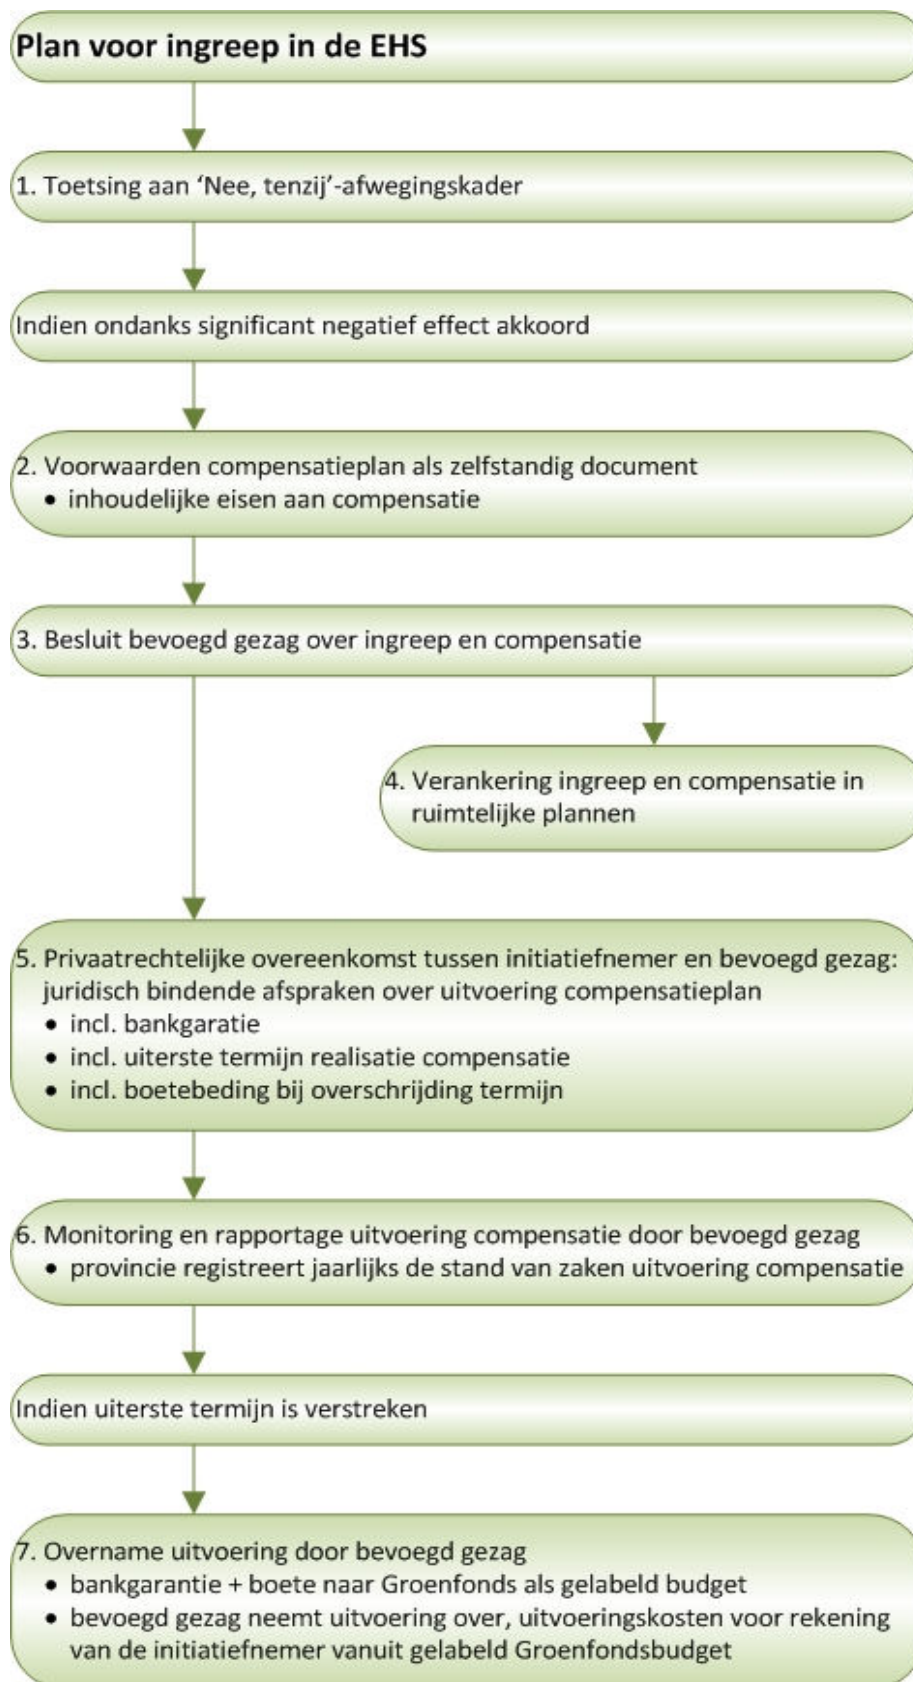 Plan voor ingreep in de EHS
1. Toetsing aan ‘Nee, tenzij’-afwegingskader
Indien ondanks significant negatief effect akkoord
2. Voorwaarden compensatieplan als zelfstandig document
• inhoudelijke eisen aan compensatie
3. Besluit bevoegd gezag over ingreep en compensatie
4. Verankering ingreep en compensatie in
ruimtelijke plannen
5. Privaatrechtelijke overeenkomst tussen initiatiefnemer en bevoegd gezag:
juridisch bindende afspraken over uitvoering compensatieplan
• incl. bankgaratie
• incl. uiterste termijn realisatie compensatie
• incl. boetebeding bij overschrijding termijn
6. Monitoring en rapportage uitvoering compensatie door bevoegd gezag
• provincie registreert jaarlijks de stand van zaken uitvoering compensatie
Indien uiterste termijn is verstreken
7. Overname uitvoering door bevoegd gezag
• bankgarantie + boete naar Groenfonds als gelabeld budget
• bevoegd gezag neemt uitvoering over, uitvoeringskosten voor rekening
van de initiatiefnemer vanuit gelabeld Groenfondsbudget